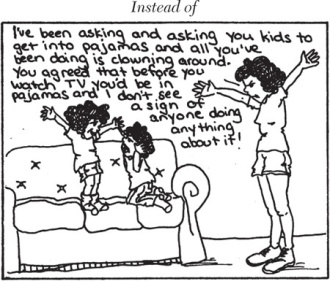 Instead of
I've been asking and asking you kids to
get into pajamas and all you've
been doing is clowning around.
You agreed that before you
watch TV you'd be in
pajamas and I don't see
a sign of
anyone doing
anything
about it!